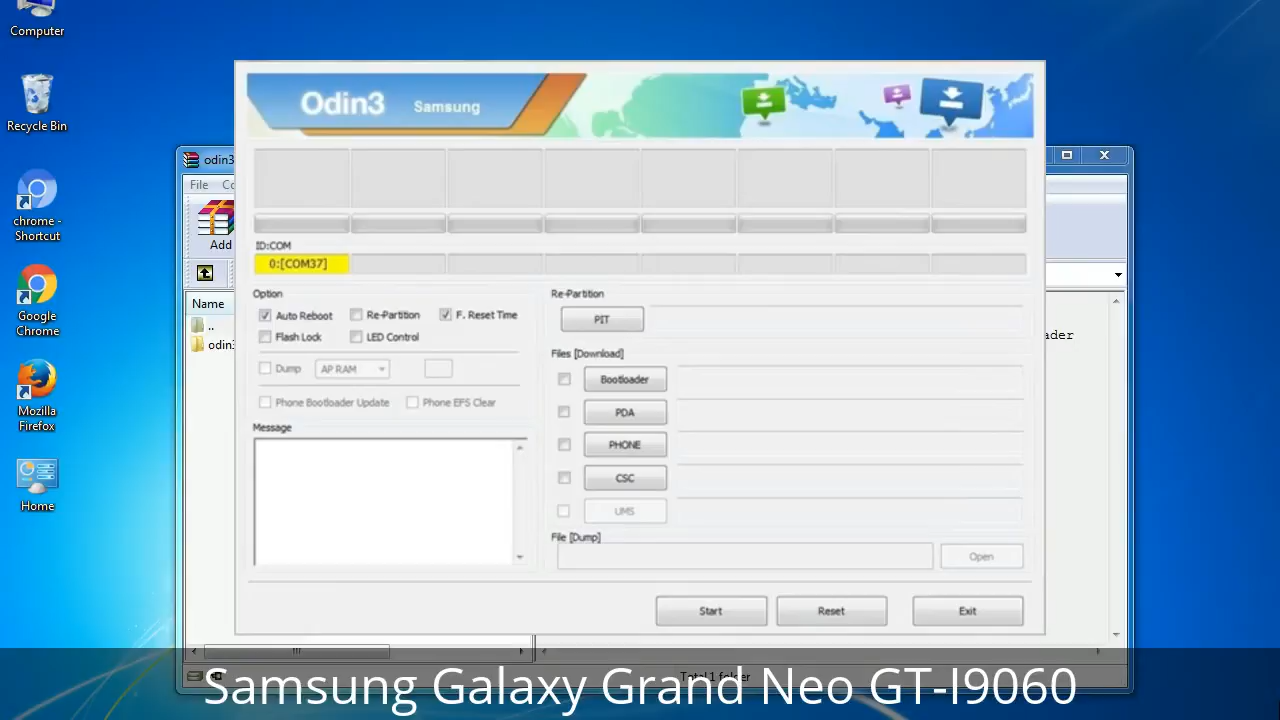 Computer
Recycle Bin
chrome -
Shortcut
Google
Chrome
Mozilla
Firefox
Home
odin3
File
Add
Name
..
odin3
Odin3 Samsung
ID:COM
0:[COM37]
Option
Auto Reboot
Re-Partition
F. Reset Time
Flash Lock
LED Control
Dump
AP RAM
Phone Bootloader Update
Phone EFS Clear
Message
Re-Partition
PIT
Files [Download]
Bootloader
PDA
PHONE
CSC
UMS
File [Dump]
Open
Start
Reset
Exit
Total 1 folder
Samsung Galaxy Grand Neo GT-I9060